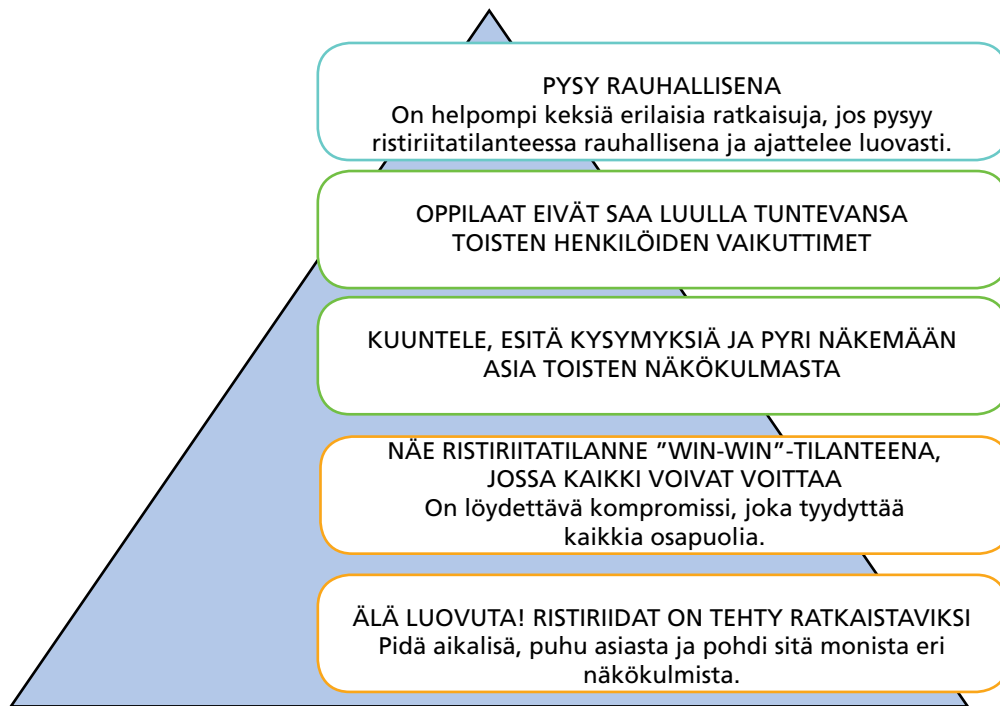 PYSY RAUHALLISENA
On helpompi keksiä erilaisia ratkaisuja, jos pysyy
ristiriitatilanteessa rauhallisena ja ajattelee luovasti.
OPPILAAT EIVÄT SAA LUULLA TUNTEVANSA
TOISTEN HENKILÖIDEN VAIKUTTIMET
KUUNTELE, ESITÄ KYSYMYKSIÄ JA PYRI NÄKEMÄÄN
ASIA TOISTEN NÄKÖKULMASTA
NÄE RISTIRIITATILANNE ”WIN-WIN”-TILANTEENA,
JOSSA KAIKKI VOIVAT VOITTAA
On löydettävä kompromissi, joka tyydyttää
kaikkia osapuolia.
ÄLÄ LUOVUTA! RISTIRIIDAT ON TEHTY RATKAISTAVIKSI
Pidä aikalisä, puhu asiasta ja pohdi sitä monista eri
näkökulmista.